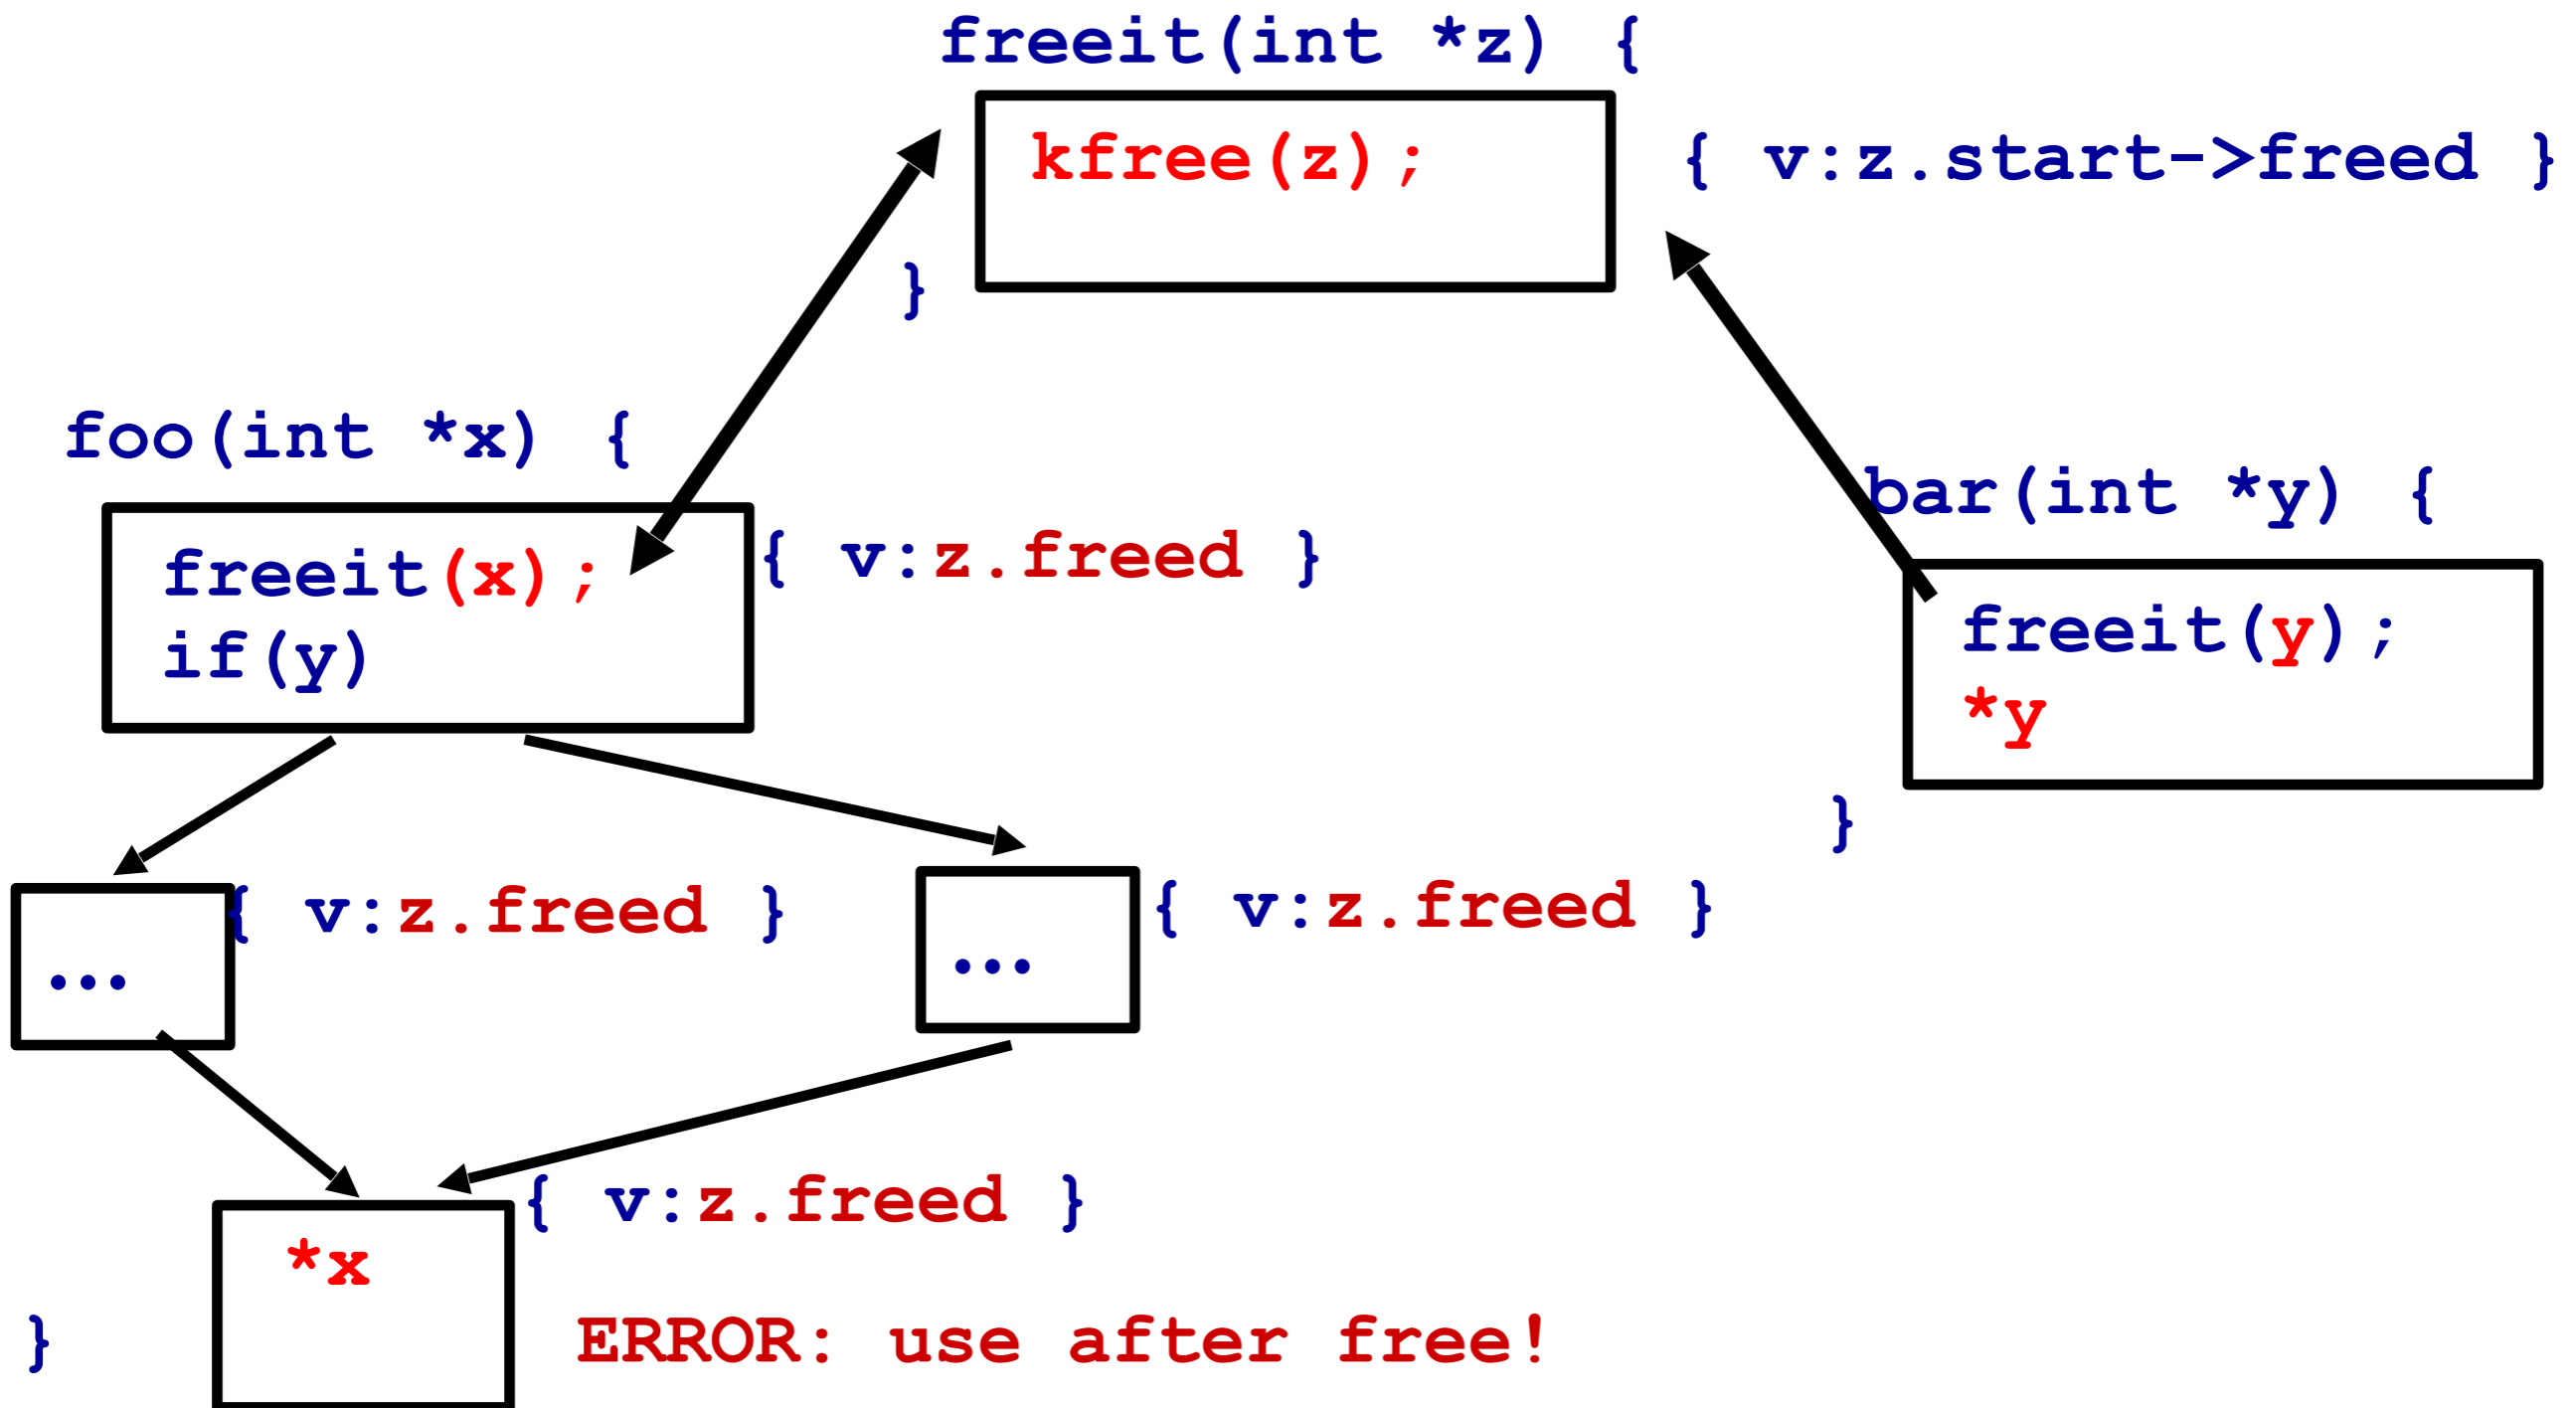 freeit(int *z) {
kfree(z);
{ v:z.start->freed }
}
foo(int *x) {
freeit(x);
if(y)
{ v:z.freed }
bar(int *y) {
freeit(y);
*y
}
...
{ v:z.freed }
...
{ v:z.freed }
*x
{ v:z.freed }
ERROR: use after free!
}